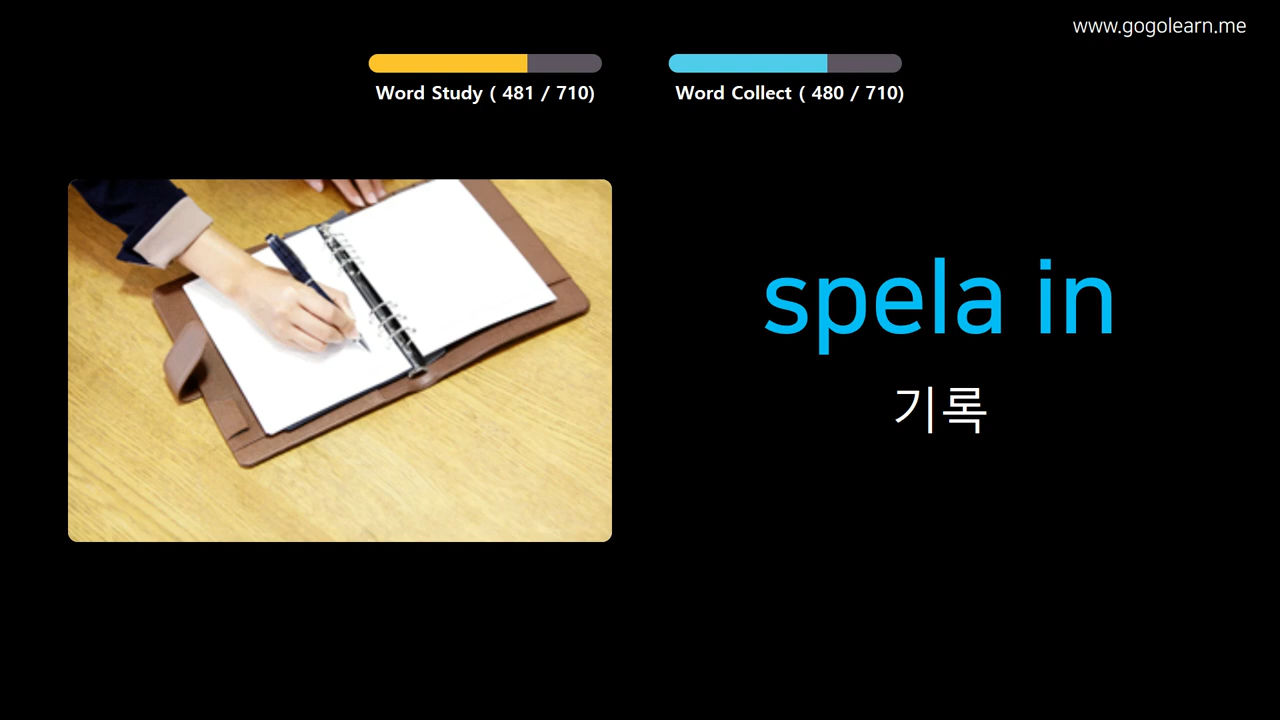 www.gogolearn.me
Word Study ( 481 / 710)
Word Collect ( 480 / 710)
spela in
기록